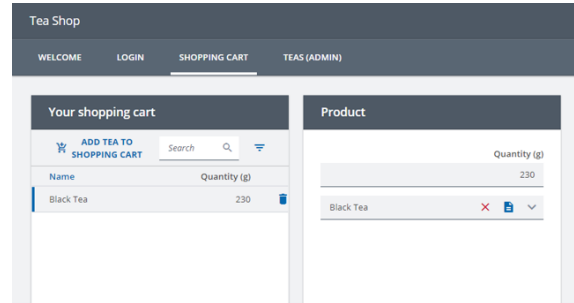 Tea Shop
WELCOME LOGIN SHOPPING CART TEAS (ADMIN)
Your shopping cart
ADD TEA TO
SHOPPING CART
Search
Name Quantity (g)
Black Tea 230
Product
Quantity (g)
230
Black Tea